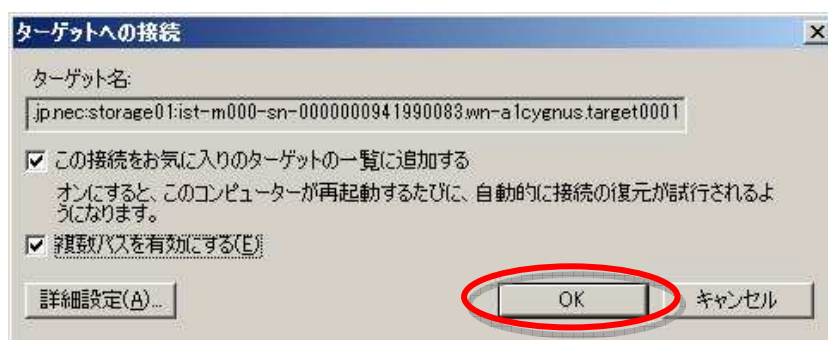 ターゲットへの接続
ターゲット名:
.jp.nec:storage01:ist-m000-sn-0000000941990083.wn-a1cygnus.target0001
この接続をお気に入りのターゲットの一覧に追加する
オンにすると、このコンピューターが再起動するたびに、自動的に接続の復元が試行されるよ
うになります。
複数パスを有効にする(E)
詳細設定(A)...
OK
キャンセル